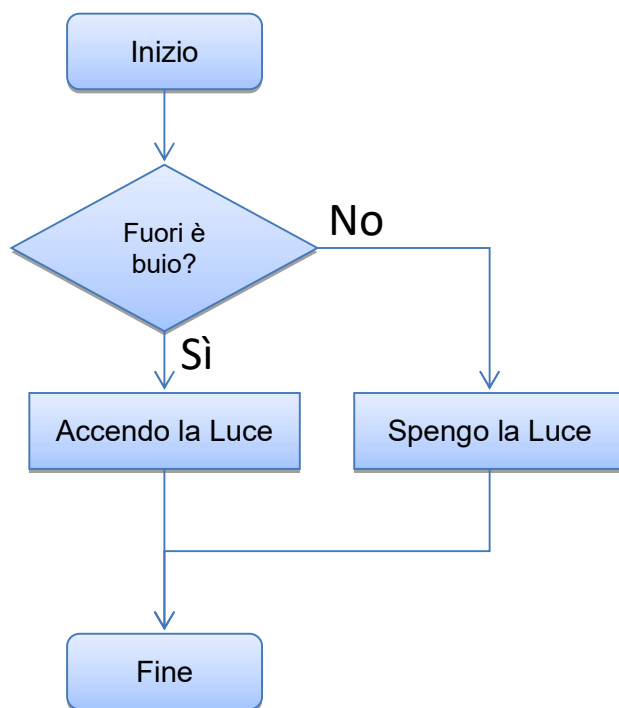 Inizio
Fuori è
buio?
No
Sì
Accendo la Luce
Spengo la Luce
Fine